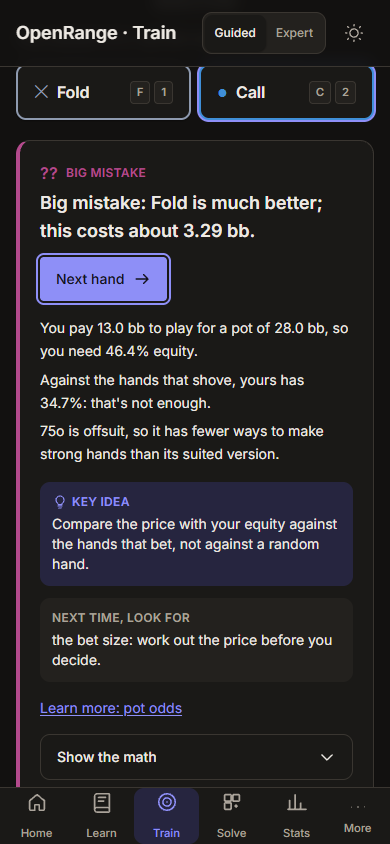 OpenRange · Train
Guided
Expert
Fold
F
1
Call
C
2
?? BIG MISTAKE
Big mistake: Fold is much better;
this costs about 3.29 bb.
Next hand →
You pay 13.0 bb to play for a pot of 28.0 bb, so
you need 46.4% equity.
Against the hands that shove, yours has
34.7%: that's not enough.
75o is offsuit, so it has fewer ways to make
strong hands than its suited version.
KEY IDEA
Compare the price with your equity against
the hands that bet, not against a random
hand.
NEXT TIME, LOOK FOR
the bet size: work out the price before you
decide.
Learn more: pot odds
Show the math
Home
Learn
Train
Solve
Stats
More